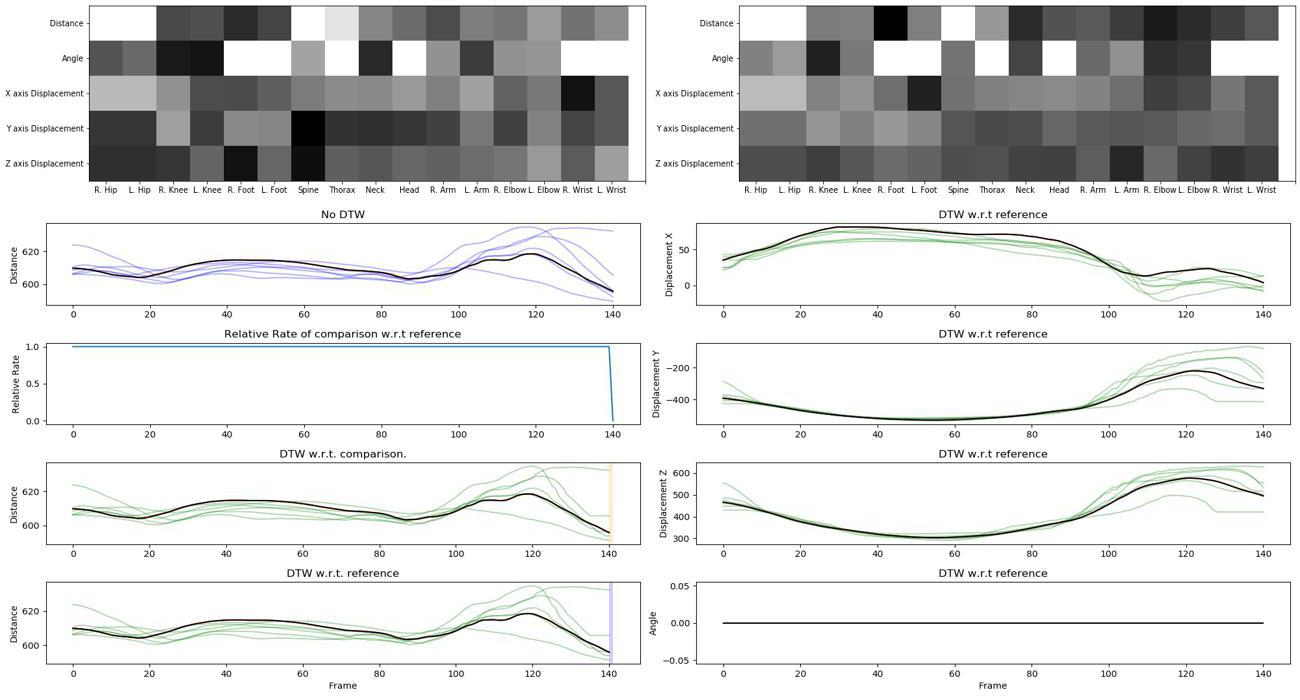 Distance
Angle
X axis Displacement
Y axis Displacement
Z axis Displacement
R. Hip L. Hip R. Knee L. Knee R. Foot L. Foot Spine Thorax Neck Head R. Arm L. Arm R. Elbow L. Elbow R. Wrist L. Wrist
Distance
Angle
X axis Displacement
Y axis Displacement
Z axis Displacement
R. Hip L. Hip R. Knee L. Knee R. Foot L. Foot Spine Thorax Neck Head R. Arm L. Arm R. Elbow L. Elbow R. Wrist L. Wrist
No DTW
Distance
620
600
0 20 40 60 80 100 120 140
DTW w.r.t reference
Diplacement X
50
0
0 20 40 60 80 100 120 140
Relative Rate of comparison w.r.t reference
Relative Rate
1.0
0.5
0.0
0 20 40 60 80 100 120 140
DTW w.r.t reference
Displacement Y
−200
−400
0 20 40 60 80 100 120 140
DTW w.r.t. comparison.
Distance
620
600
0 20 40 60 80 100 120 140
DTW w.r.t reference
Displacement Z
600
500
400
300
0 20 40 60 80 100 120 140
DTW w.r.t. reference
Distance
620
600
0 20 40 60 80 100 120 140
Frame
DTW w.r.t reference
Angle
0.05
0.00
−0.05
0 20 40 60 80 100 120 140
Frame